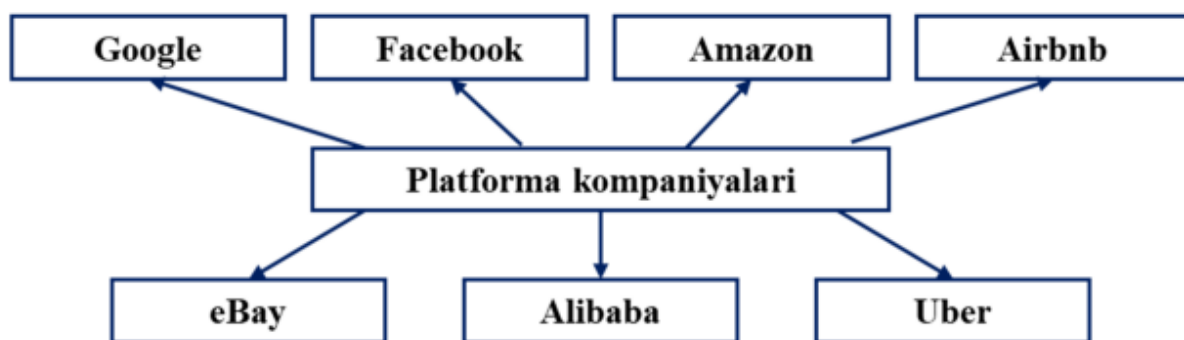 Google
Facebook
Amazon
Airbnb
Platforma kompaniyalari
eBay
Alibaba
Uber